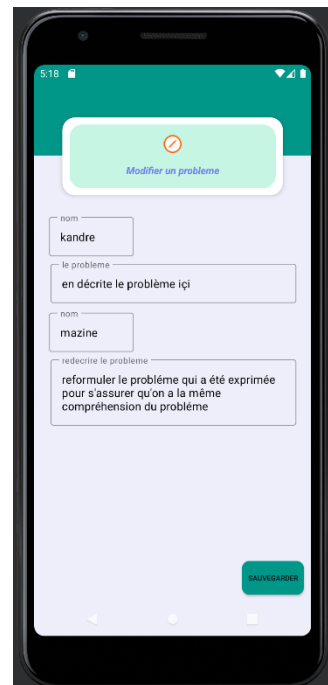 5:18
Modifier un probleme
nom
kandre
le probleme
en décrite le problème içi
nom
mazine
redecrire le probleme
reformuler le probléme qui a été exprimée
pour s'assurer qu'on a la même
compréhension du probléme
SAUVEGARDER